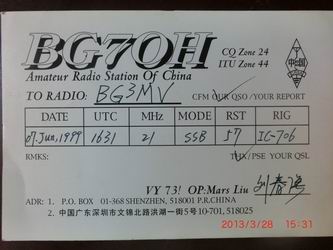 BG7OH
CQ Zone 24
ITU Zone 44
Amateur Radio Station Of China
TO RADIO: BG3MV CFM OUR QSO/YOUR REPORT
DATE UTC MHz MODE RST RIG
07.Jun,1999 1631 21 SSB 57 IC-706
RMKS: THX/PSE YOUR QSL
VY 73! OP:Mars Liu
ADR: 1. P.O. BOX 01-368 SHENZHEN, 518001 P.R.CHINA
2. 中国广东深圳市文锦北路洪湖一街5号10-701, 518025
2013/3/28 15:31